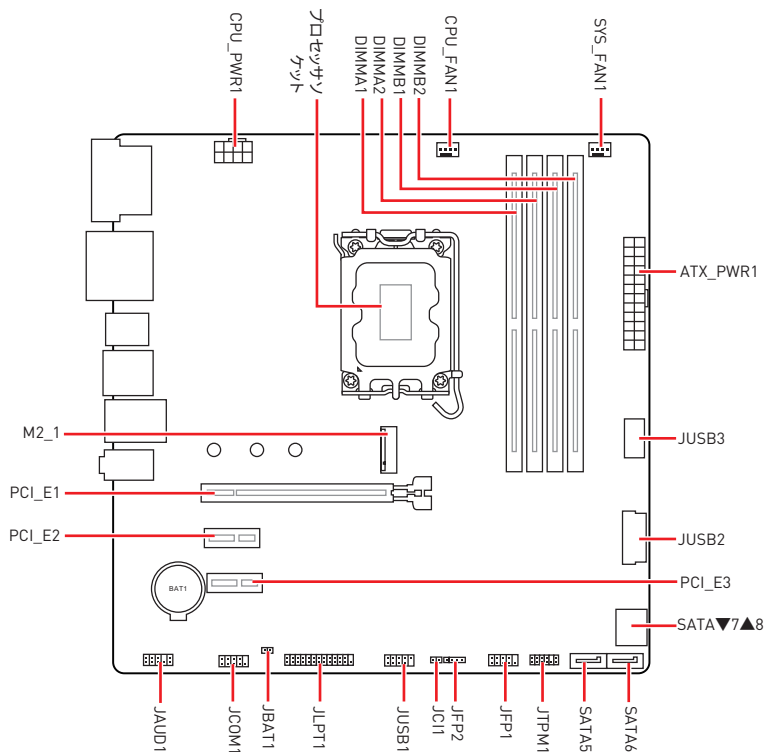 CPU_PWR1
プロセッサソ
ケット
DIMMA1
DIMMA2
DIMMB1
DIMMB2
CPU_FAN1
SYS_FAN1
ATX_PWR1
M2_1
JUSB3
PCI_E1
PCI_E2
JUSB2
BAT1
PCI_E3
SATA▼7▲8
JAUD1
JCOM1
JBAT1
JLPT1
JUSB1
JCI1
JFP2
JFP1
JTPM1
SATA5
SATA6